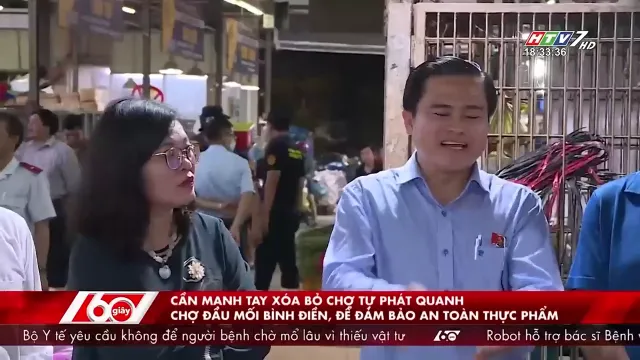 HTV7 HD
18:33:36
60 giây
CẦN MẠNH TAY XÓA BỎ CHỢ TỰ PHÁT QUANH
CHỢ ĐẦU MỐI BÌNH ĐIỀN, ĐỂ ĐẢM BẢO AN TOÀN THỰC PHẨM
Bộ Y tế yêu cầu không để người bệnh chờ mổ lâu vì thiếu vật tư 60 giây Robot hỗ trợ bác sĩ Bệnh